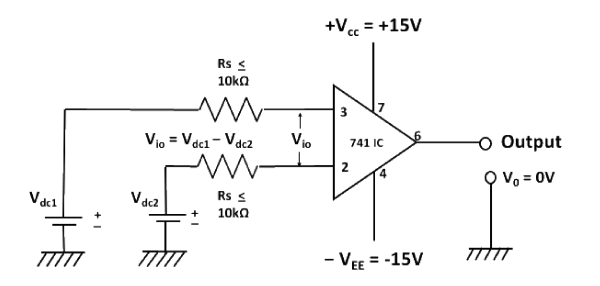 +Vcc = +15V
Rs ≤
10kΩ
3
7
Vio = Vdc1 – Vdc2
Vio
741 IC
6
Output
2
4
Vdc1
+
–
Vdc2
+
–
Rs ≤
10kΩ
V0 = 0V
– VEE = -15V